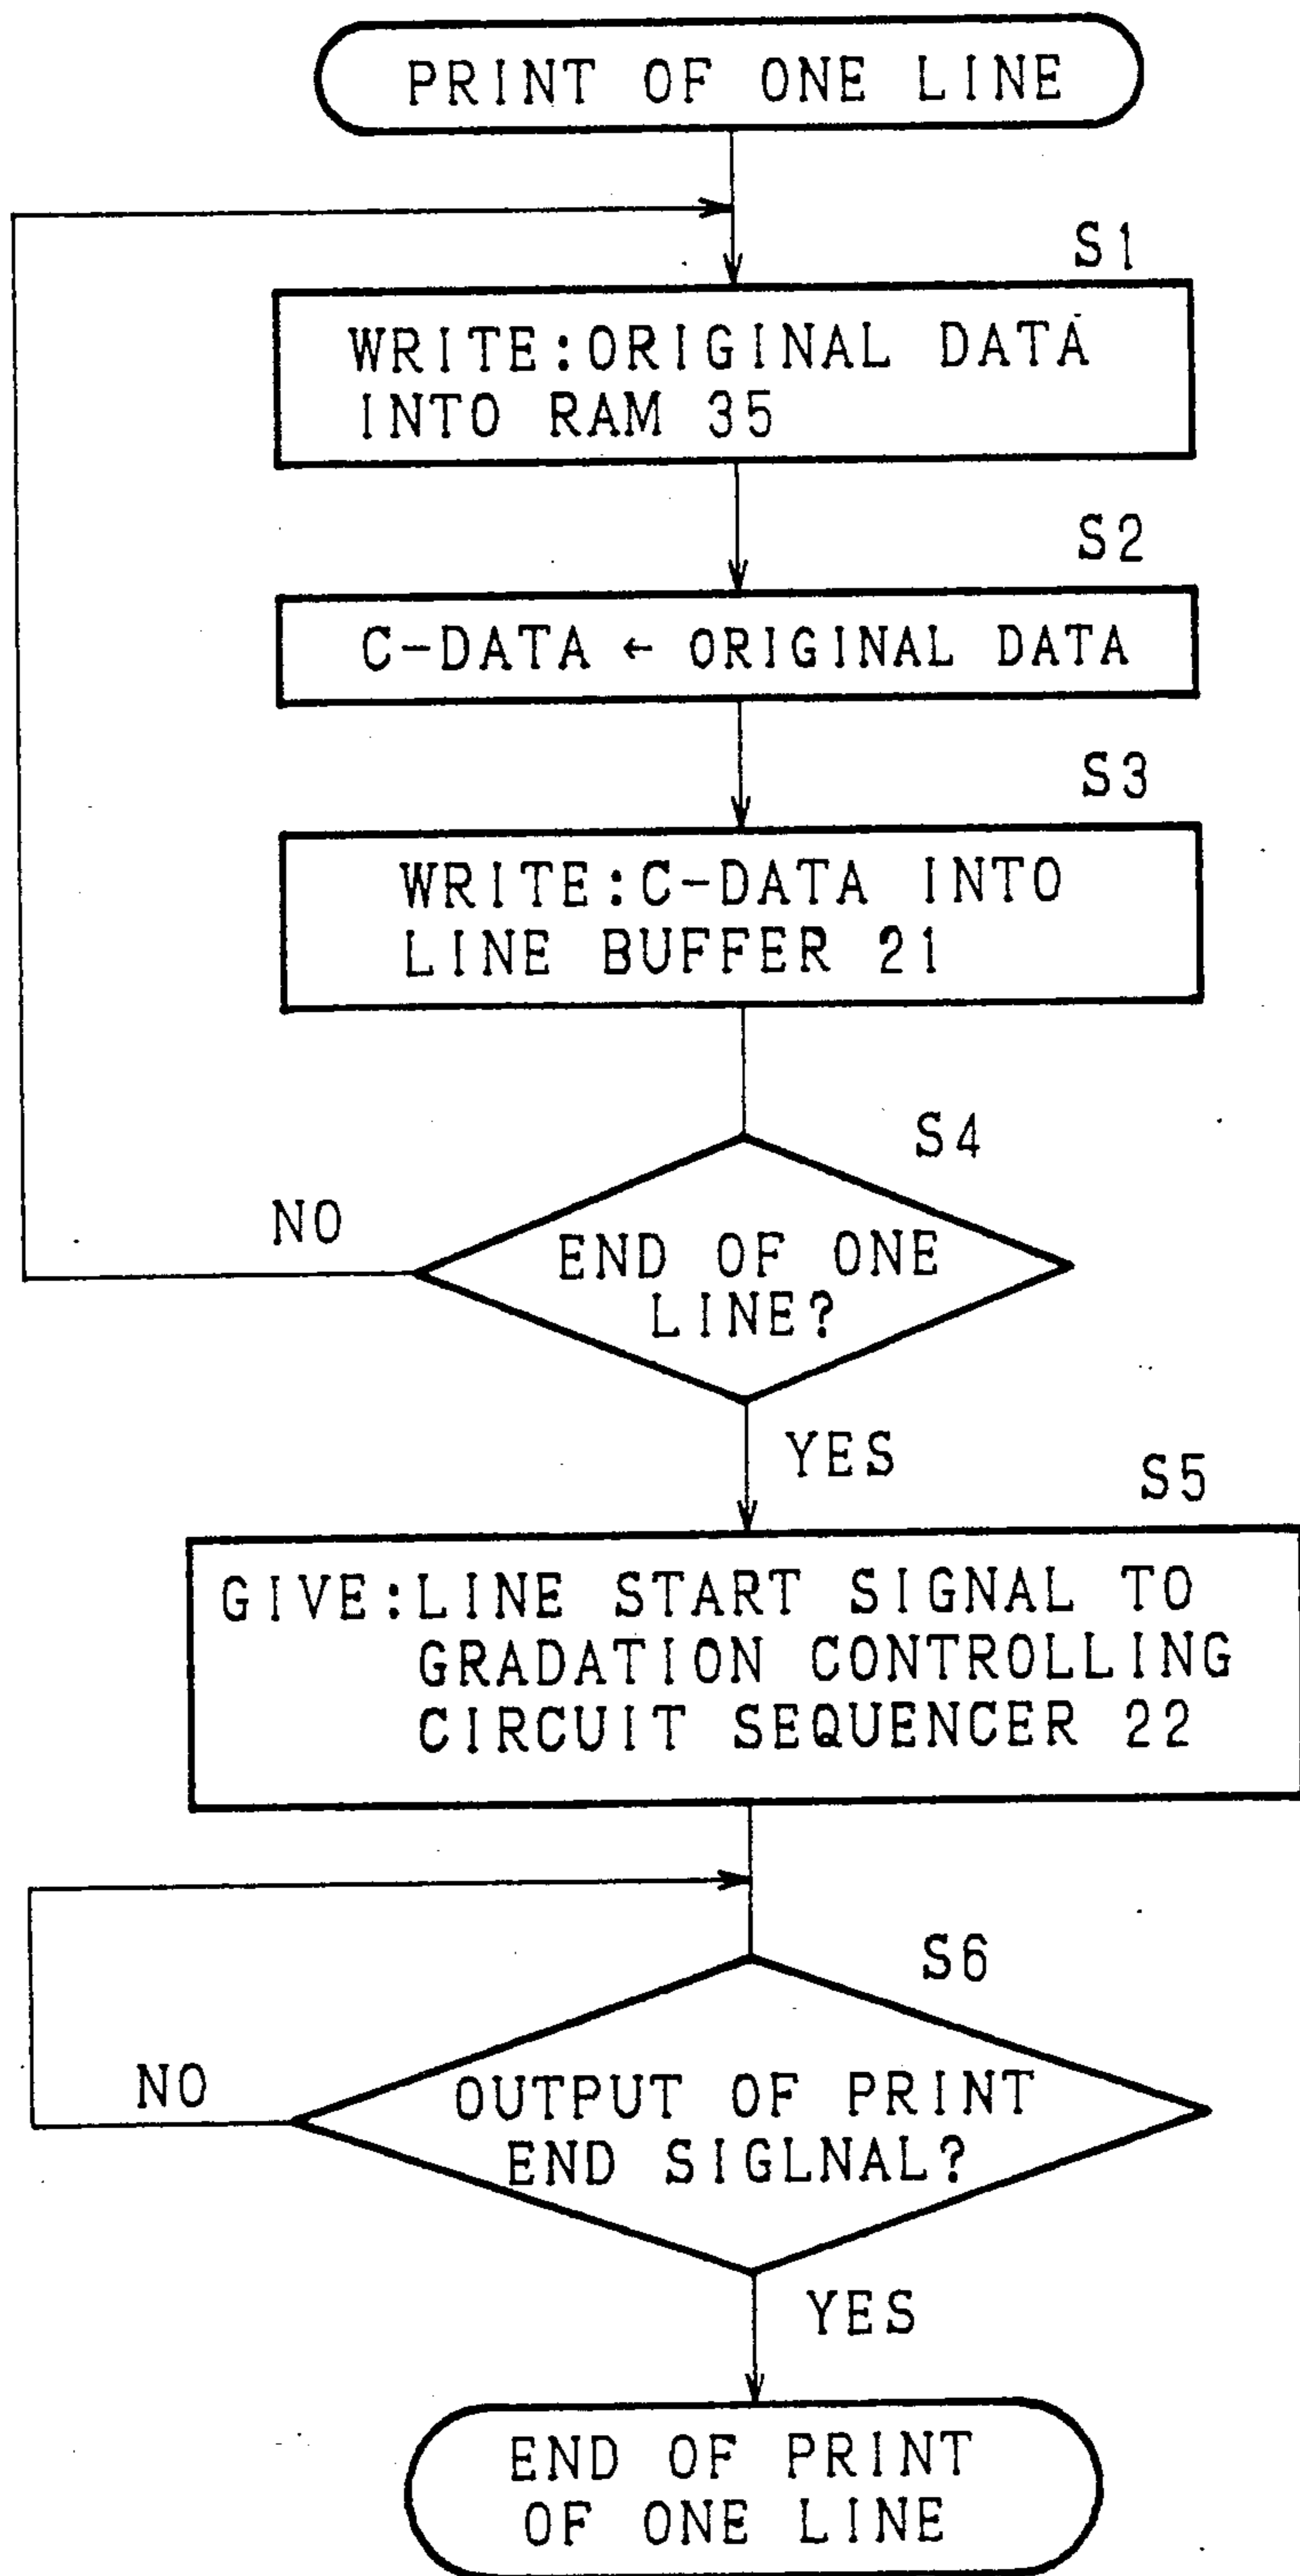 PRINT OF ONE LINE
S1
WRITE:ORIGINAL DATA
INTO RAM 35
S2
C-DATA ← ORIGINAL DATA
S3
WRITE:C-DATA INTO
LINE BUFFER 21
S4
NO
END OF ONE
LINE?
YES
S5
GIVE:LINE START SIGNAL TO
GRADATION CONTROLLING
CIRCUIT SEQUENCER 22
S6
NO
OUTPUT OF PRINT
END SIGLNAL?
YES
END OF PRINT
OF ONE LINE